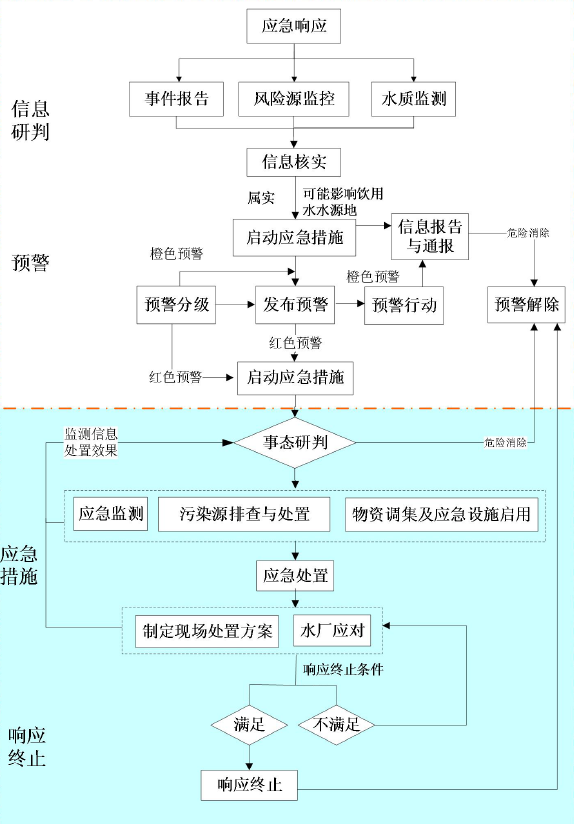 应急响应
事件报告
风险源监控
水质监测
信息
研判
信息核实
属实
可能影响饮用
水水源地
启动应急措施
信息报告
与通报
危险消除
橙色预警
预警
橙色预警
预警分级
发布预警
预警行动
预警解除
红色预警
红色预警
启动应急措施
监测信息
处置效果
事态研判
危险消除
应急监测
污染源排查与处置
物资调集及应急设施启用
应急
措施
应急处置
制定现场处置方案
水厂应对
响应终止条件
满足
不满足
响应
终止
响应终止